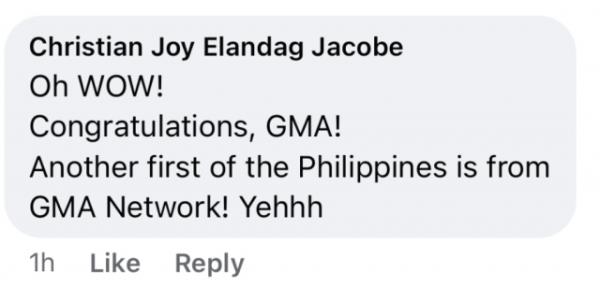 Christian Joy Elandag Jacobe
Oh WOW!
Congratulations, GMA!
Another first of the Philippines is from
GMA Network! Yehhh
1h Like Reply